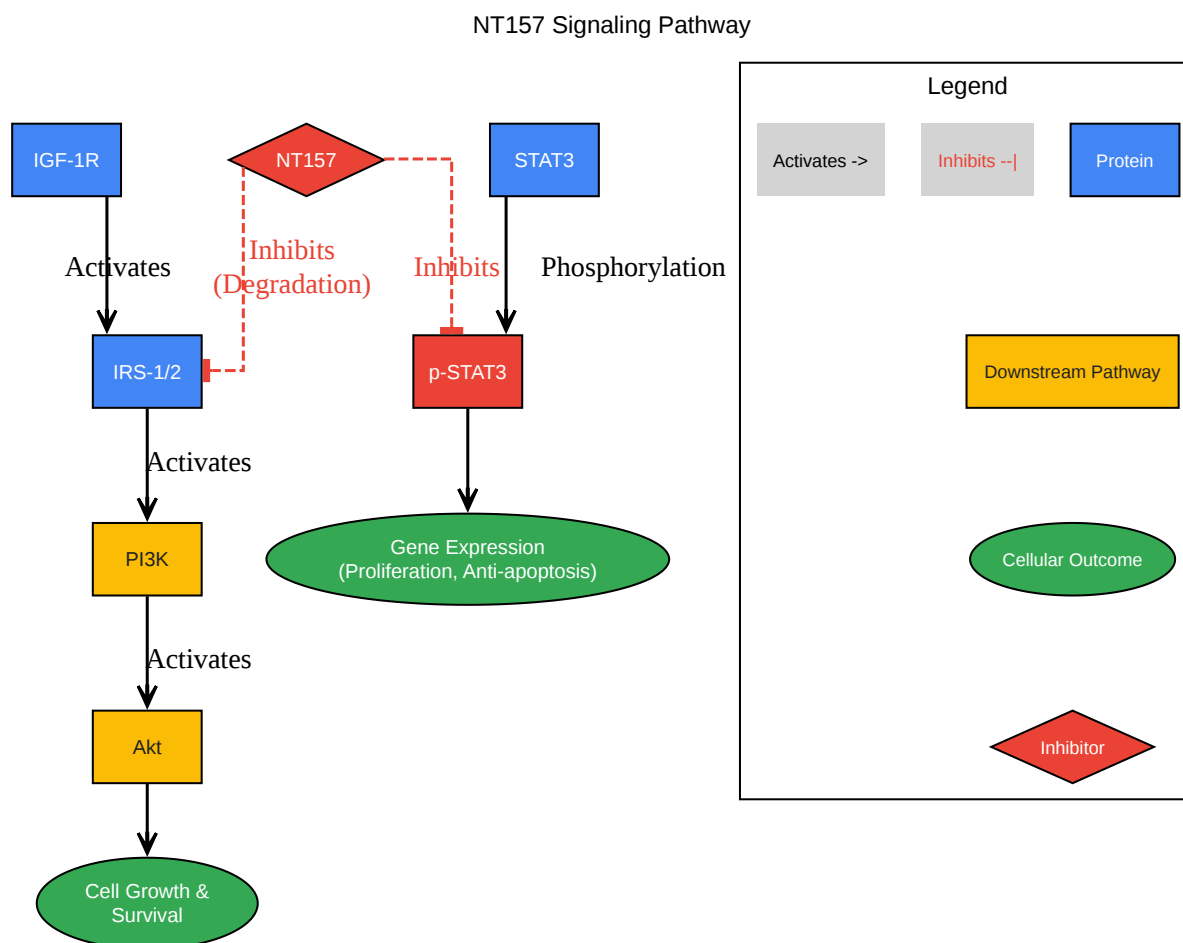 NT157 Signaling Pathway
Legend
IGF-1R
NT157
STAT3
Activates ->
Inhibits --|
Protein
Activates
Inhibits
(Degradation)
Inhibits
Phosphorylation
IRS-1/2
p-STAT3
Downstream Pathway
Activates
PI3K
Gene Expression
(Proliferation, Anti-apoptosis)
Cellular Outcome
Activates
Akt
Inhibitor
Cell Growth &
Survival